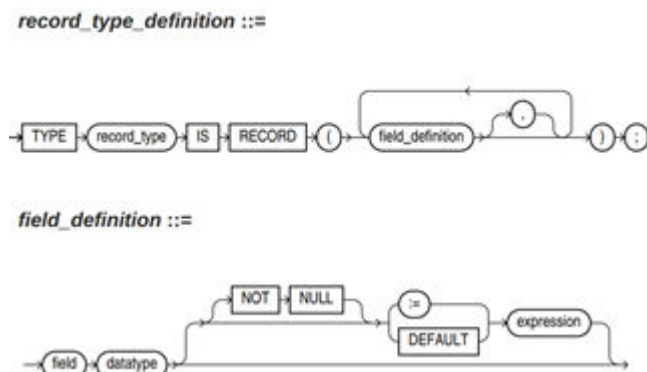 record_type_definition ::=
TYPE record_type IS RECORD ( field_definition , ) ;
field_definition ::=
NOT NULL :=
DEFAULT expression
field datatype